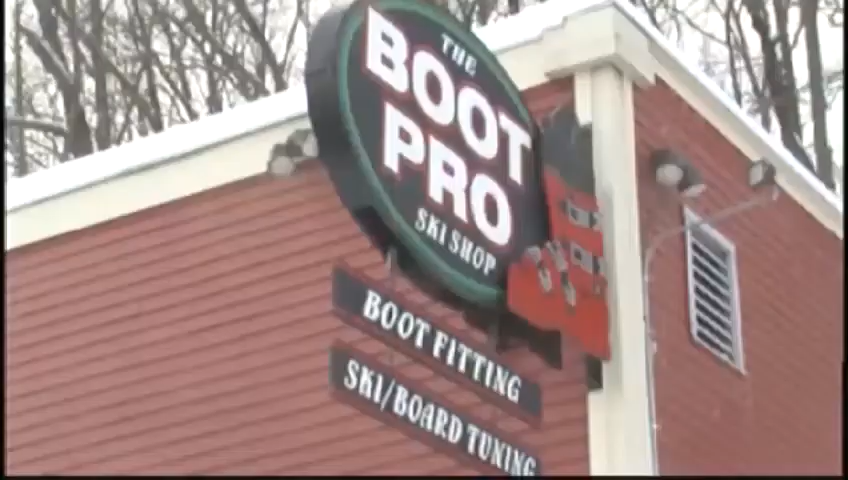 THE
BOOT
PRO
SKI SHOP
BOOT FITTING
SKI/BOARD TUNING